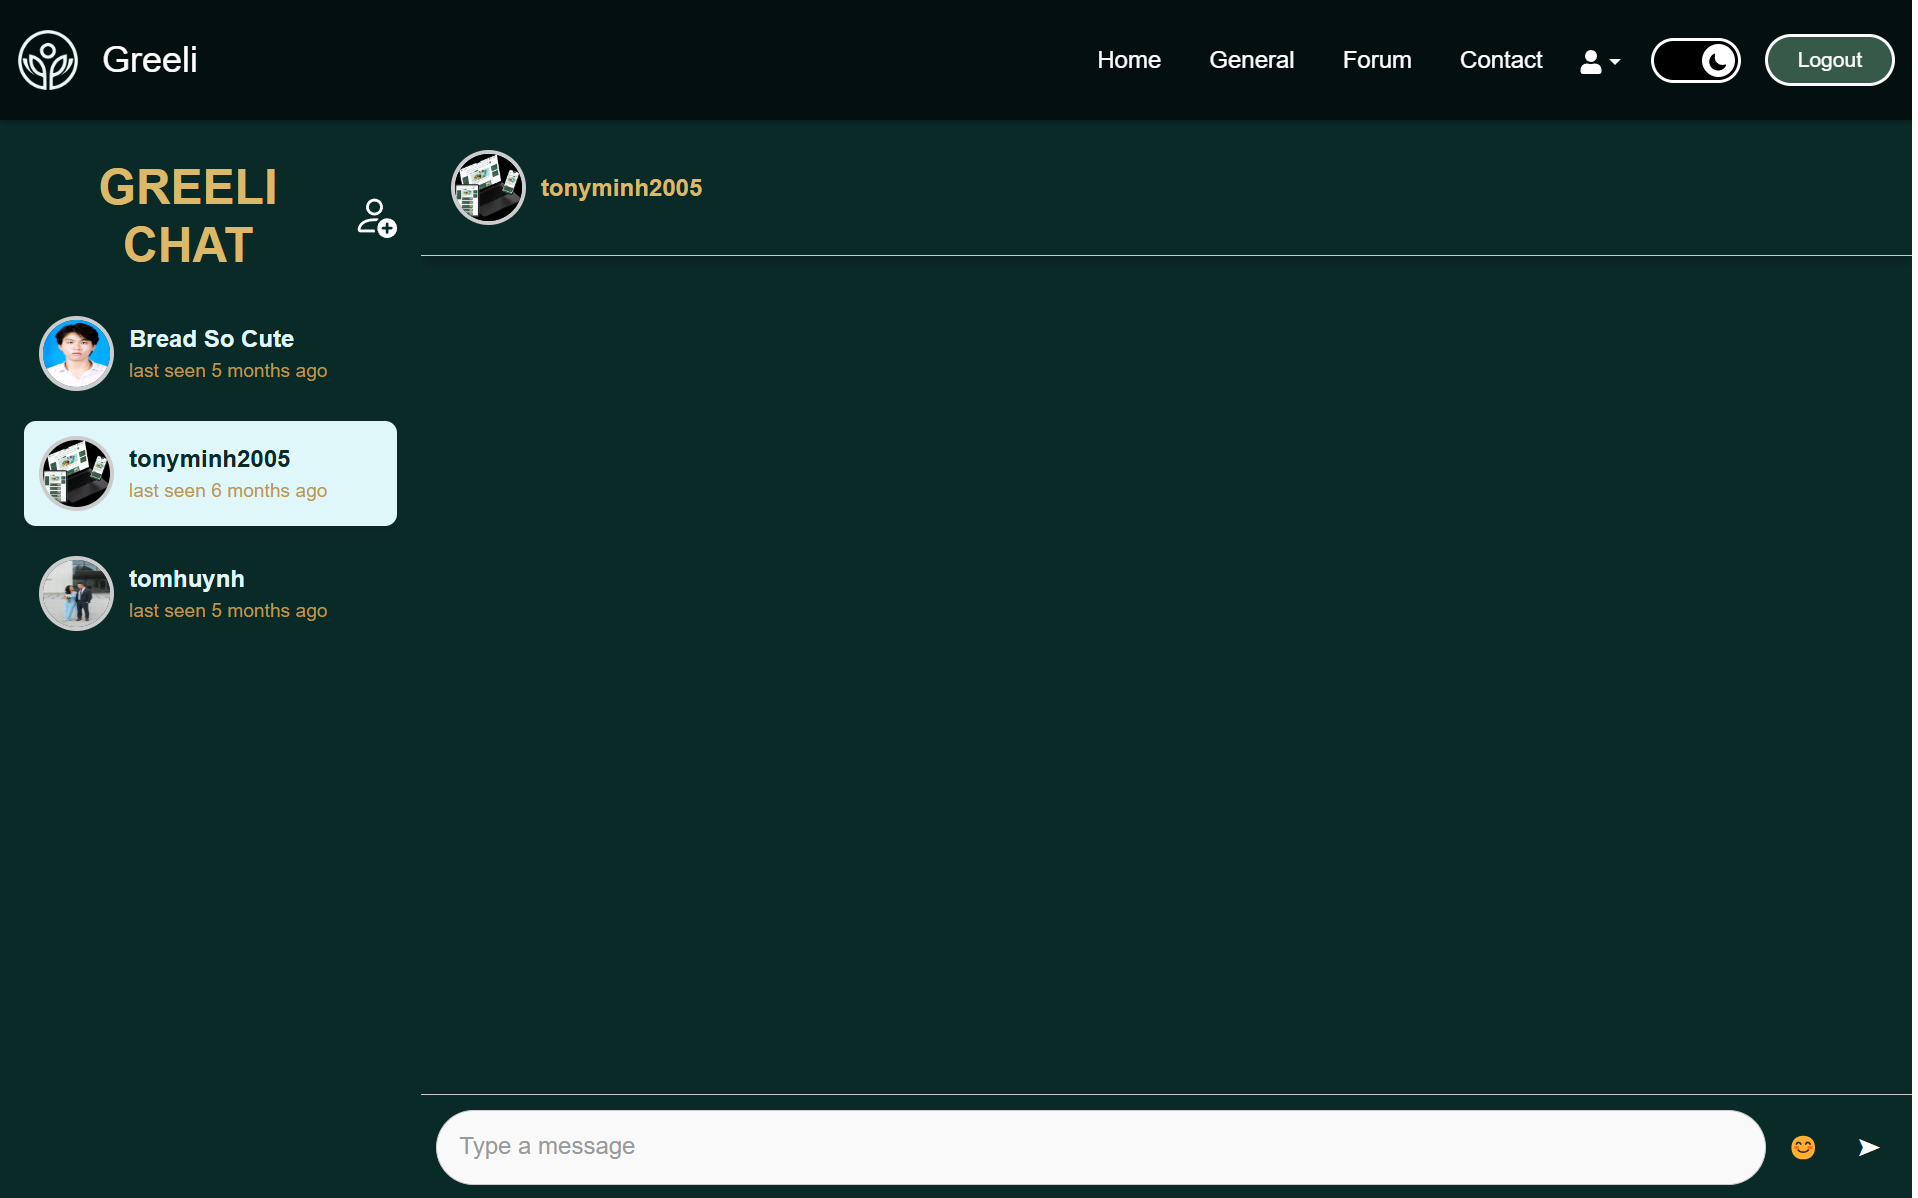 Greeli
Home
General
Forum
Contact
Logout
GREELI
CHAT
Bread So Cute
last seen 5 months ago
tonyminh2005
last seen 6 months ago
tomhuynh
last seen 5 months ago
tonyminh2005
Type a message